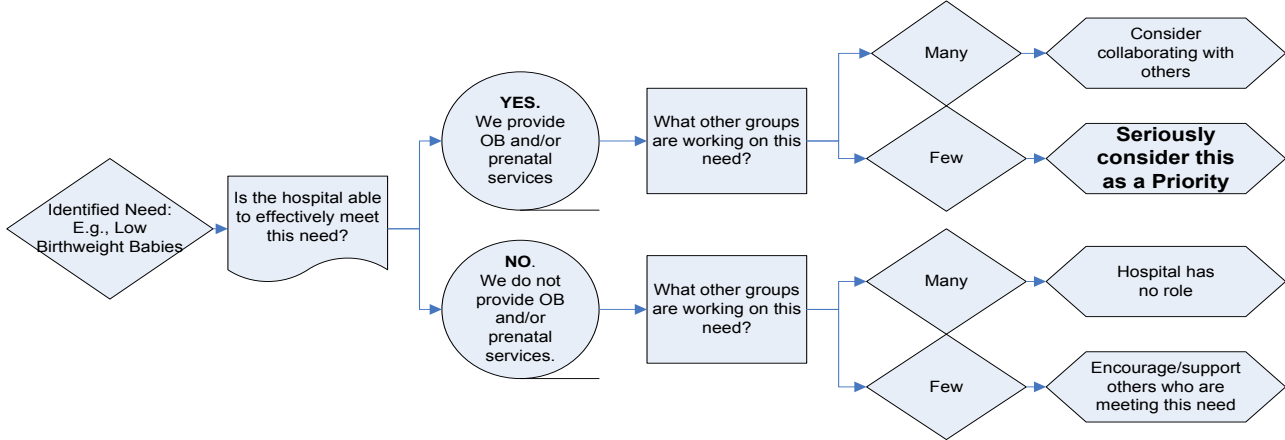 Identified Need:
E.g., Low
Birthweight Babies
Is the hospital able
to effectively meet
this need?
YES.
We provide
OB and/or
prenatal
services
What other groups
are working on this
need?
Many
Consider
collaborating with
others
Few
Seriously
consider this
as a Priority
NO.
We do not
provide OB
and/or
prenatal
services.
What other groups
are working on this
need?
Many
Hospital has
no role
Few
Encourage/support
others who are
meeting this need